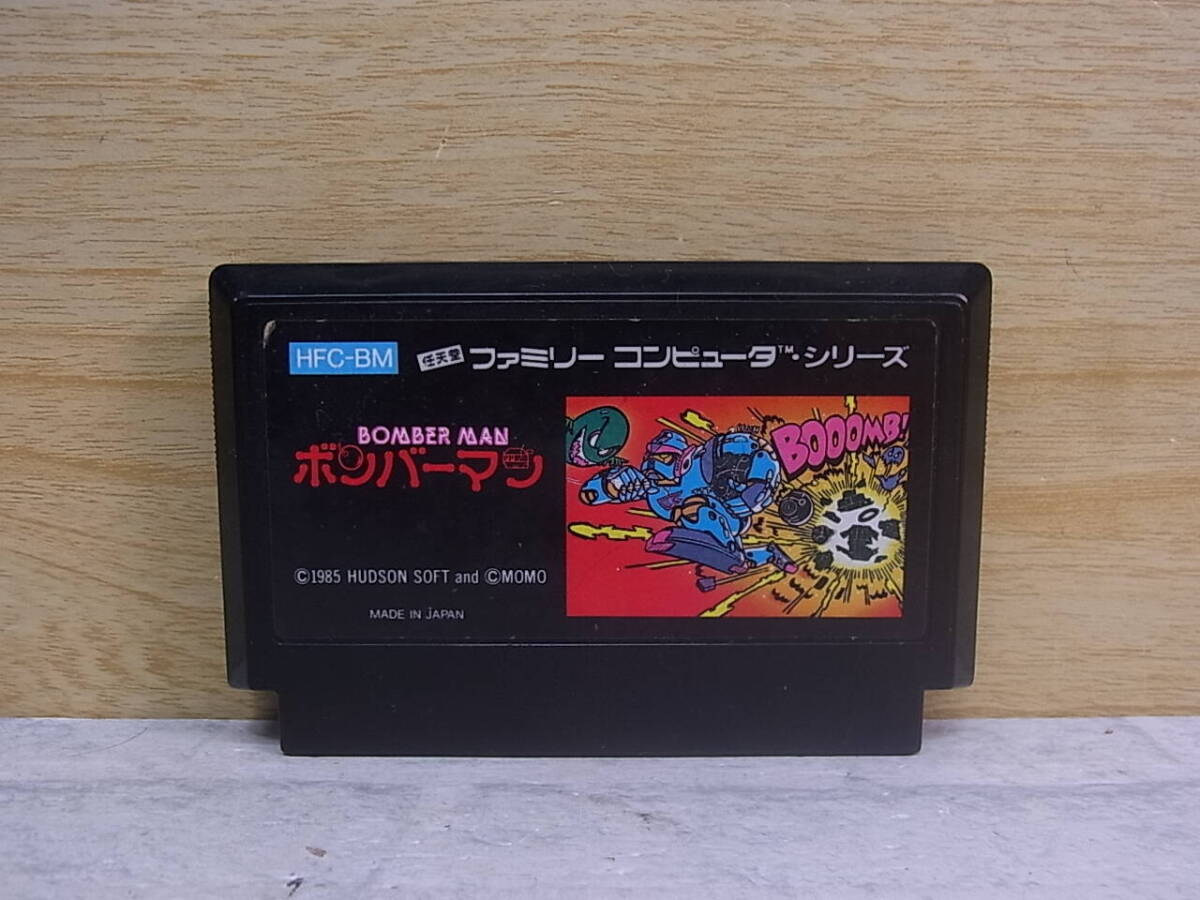 HFC-BM 任天堂 ファミリー コンピュータ™・シリーズ
BOMBER MAN
ボンバーマン
BOOOMB!
©1985 HUDSON SOFT and ©MOMO
MADE IN JAPAN